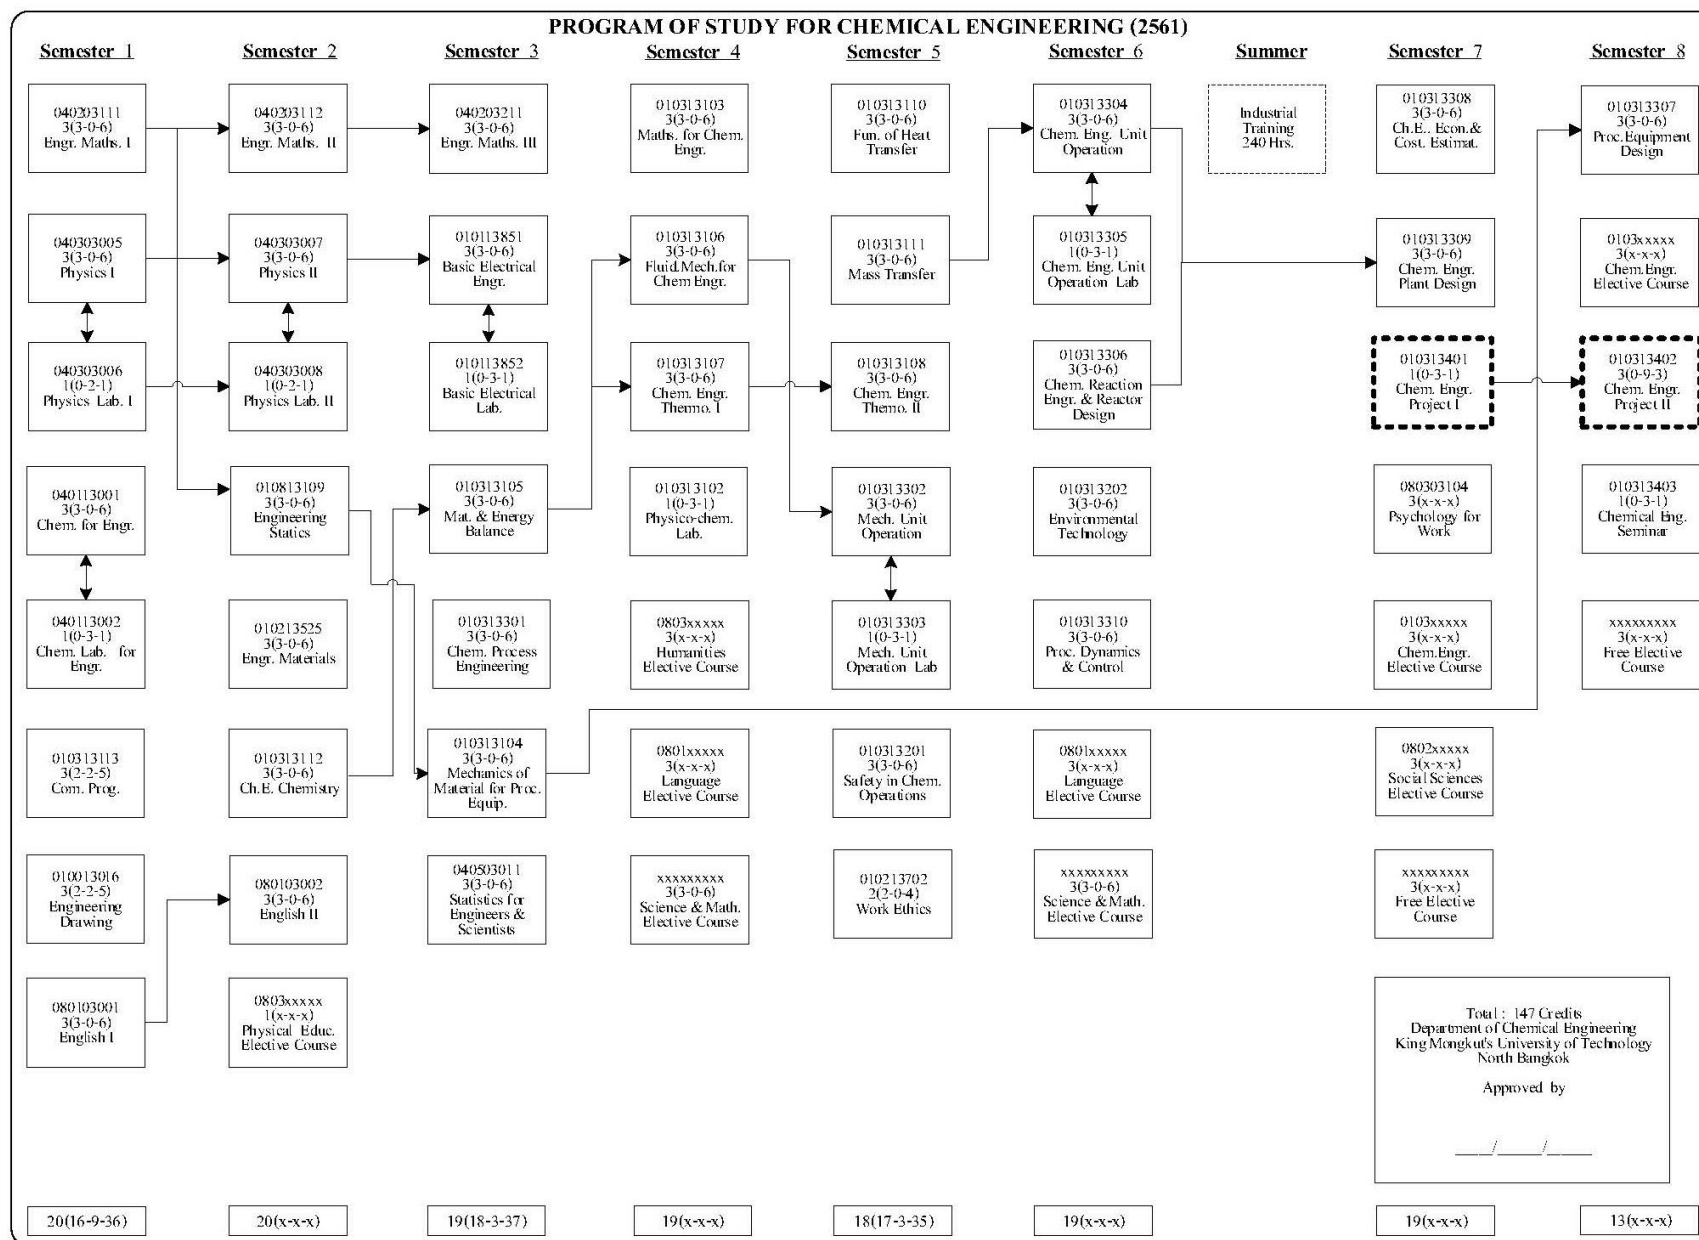 PROGRAM OF STUDY FOR CHEMICAL ENGINEERING (2561)
Semester 1
040203111
3(3-0-6)
Engr. Maths. I
040303005
3(3-0-6)
Physics I
040303006
1(0-2-1)
Physics Lab. I
040113001
3(3-0-6)
Chem. for Engr.
040113002
1(0-3-1)
Chem. Lab. for
Engr.
010313113
3(2-2-5)
Com. Prog.
010013016
3(2-2-5)
Engineering
Drawing
080103001
3(3-0-6)
English I
20(16-9-36)
Semester 2
040203112
3(3-0-6)
Engr. Maths. II
040303007
3(3-0-6)
Physics II
040303008
1(0-2-1)
Physics Lab. II
010813109
3(3-0-6)
Engineering
Statics
010213525
3(3-0-6)
Engr. Materials
010313112
3(3-0-6)
Ch.E. Chemistry
080103002
3(3-0-6)
English II
0803xxxxx
1(x-x-x)
Physical Educ.
Elective Course
20(x-x-x)
Semester 3
040203211
3(3-0-6)
Engr. Maths. III
010113851
3(3-0-6)
Basic Electrical
Engr.
010113852
1(0-3-1)
Basic Electrical
Lab.
010313105
3(3-0-6)
Mat. & Energy
Balance
010313301
3(3-0-6)
Chem. Process
Engineering
010313104
3(3-0-6)
Mechanics of
Material for Proc.
Equip.
040503011
3(3-0-6)
Statistics for
Engineers &
Scientists
19(18-3-37)
Semester 4
010313103
3(3-0-6)
Maths. for Chem.
Engr.
010313106
3(3-0-6)
Fluid.Mech.for
Chem Engr.
010313107
3(3-0-6)
Chem. Engr.
Thermo. I
010313102
1(0-3-1)
Physico-chem.
Lab.
0803xxxxx
3(x-x-x)
Humanities
Elective Course
0801xxxxx
3(x-x-x)
Language
Elective Course
xxxxxxxxx
3(3-0-6)
Science & Math.
Elective Course
19(x-x-x)
Semester 5
010313110
3(3-0-6)
Fun. of Heat
Transfer
010313111
3(3-0-6)
Mass Transfer
010313108
3(3-0-6)
Chem. Engr.
Thermo. II
010313302
3(3-0-6)
Mech. Unit
Operation
010313303
1(0-3-1)
Mech. Unit
Operation Lab
010313201
3(3-0-6)
Safety in Chem.
Operations
010213702
2(2-0-4)
Work Ethics
18(17-3-35)
Semester 6
010313304
3(3-0-6)
Chem. Eng. Unit
Operation
010313305
1(0-3-1)
Chem. Eng. Unit
Operation Lab
010313306
3(3-0-6)
Chem. Reaction
Engr. & Reactor
Design
010313202
3(3-0-6)
Environmental
Technology
010313310
3(3-0-6)
Proc. Dynamics
& Control
0801xxxxx
3(x-x-x)
Language
Elective Course
xxxxxxxxx
3(3-0-6)
Science & Math.
Elective Course
19(x-x-x)
Summer
Industrial
Training
240 Hrs.
Semester 7
010313308
3(3-0-6)
Ch.E.. Econ.&
Cost. Estimat.
010313309
3(3-0-6)
Chem. Engr.
Plant Design
010313401
1(0-3-1)
Chem. Engr.
Project I
080303104
3(x-x-x)
Psychology for
Work
0103xxxxx
3(x-x-x)
Chem.Engr.
Elective Course
0802xxxxx
3(x-x-x)
Social Sciences
Elective Course
xxxxxxxxx
3(x-x-x)
Free Elective
Course
19(x-x-x)
Semester 8
010313307
3(3-0-6)
Proc.Equipment
Design
0103xxxxx
3(x-x-x)
Chem.Engr.
Elective Course
010313402
3(0-9-3)
Chem. Engr.
Project II
010313403
1(0-3-1)
Chemical Eng.
Seminar
xxxxxxxxx
3(x-x-x)
Free Elective
Course
Total : 147 Credits
Department of Chemical Engineering
King Mongkut's University of Technology
North Bangkok
Approved by
____/_____/_____
13(x-x-x)